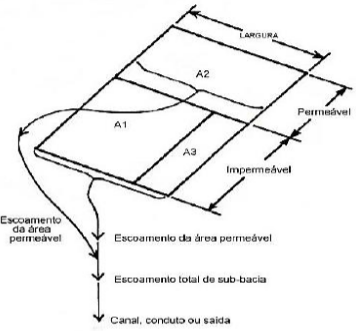 LARGURA
A2
Permeável
A1
A3
Impermeável
Escoamento
da área
permeável
Escoamento da área permeável
Escoamento total de sub-bacia
Canal, conduto ou saída